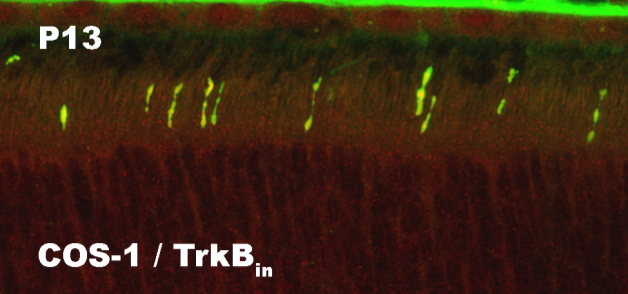 P13
COS-1 / TrkBin